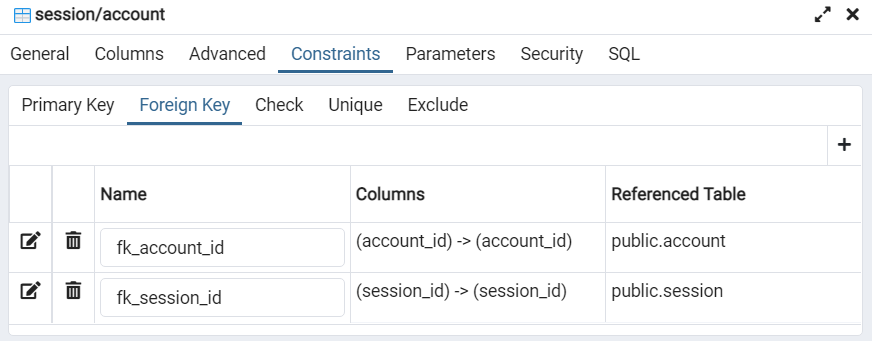 session/account
General Columns Advanced Constraints Parameters Security SQL
Primary Key Foreign Key Check Unique Exclude
+
Name Columns Referenced Table
fk_account_id (account_id) -> (account_id) public.account
fk_session_id (session_id) -> (session_id) public.session